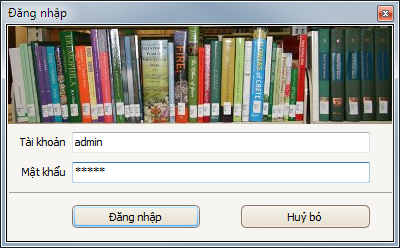 Đăng nhập
Tài khoản admin
Mật khẩu *****
Đăng nhập Huỷ bỏ